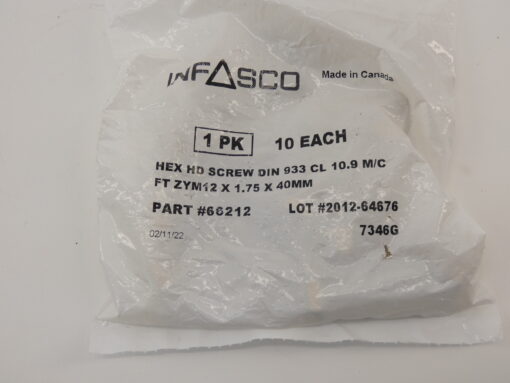 INFASCO
Made in Canada
1 PK 10 EACH
HEX HD SCREW DIN 933 CL 10.9 M/C
FT ZYM12 X 1.75 X 40MM
PART #66212 LOT #2012-64676
02/11/22 7346G